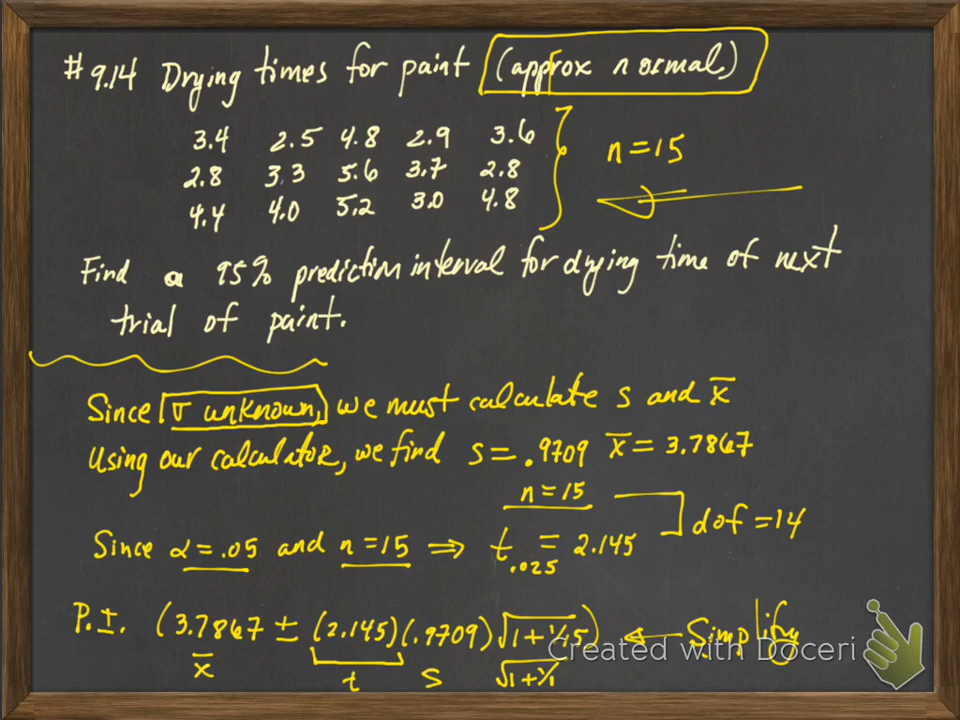 #9.14 Drying times for paint (approx normal)
3.4 2.5 4.8 2.9 3.6
2.8 3.3 5.6 3.7 2.8
4.4 4.0 5.2 3.0 4.8
n=15
Find a 95% prediction interval for drying time of next
trial of paint.
Since σ unknown, we must calculate s and x̅
Using our calculator, we find s = .9709 x̅ = 3.7867
n=15
Since α = .05 and n=15 ⇒ t.025 = 2.145 dof = 14
P.I. (3.7867 ± (2.145)(.9709)√1+1/15) ← Simplify
x̅ t s √1+1/1
Created with Doceri